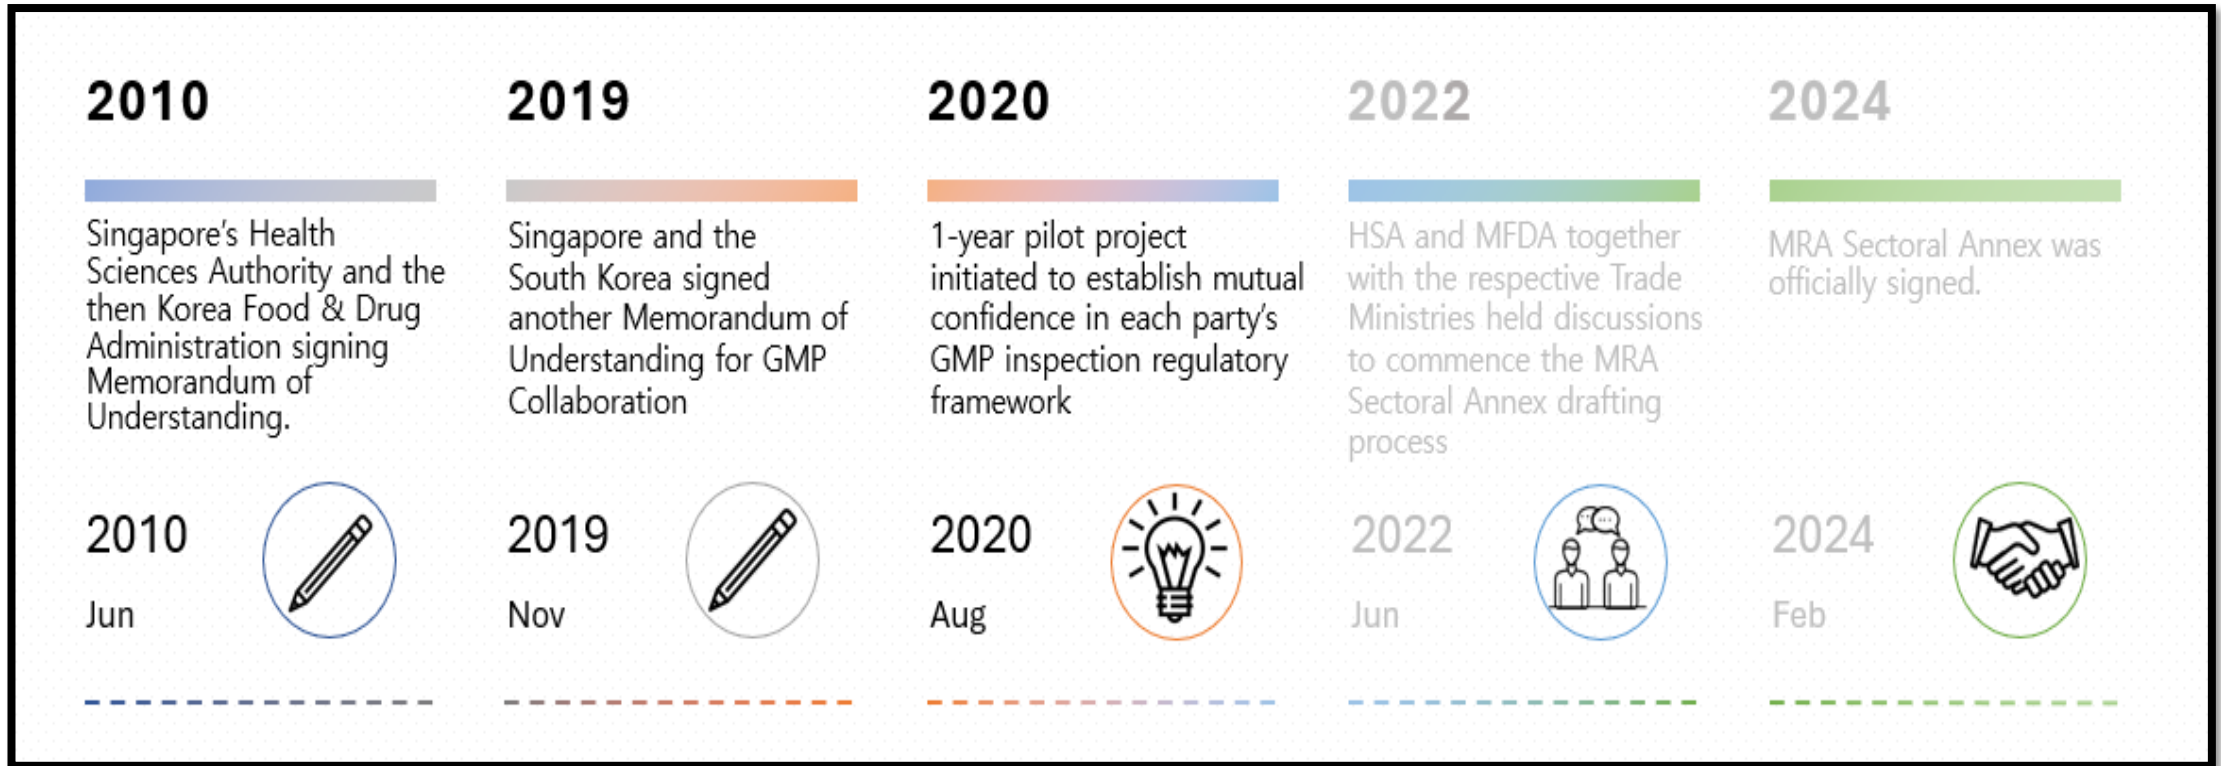 2010
Singapore's Health
Sciences Authority and the
then Korea Food & Drug
Administration signing
Memorandum of
Understanding.
2010
Jun
2019
Singapore and the
South Korea signed
another Memorandum of
Understanding for GMP
Collaboration
2019
Nov
2020
1-year pilot project
initiated to establish mutual
confidence in each party's
GMP inspection regulatory
framework
2020
Aug
2022
HSA and MFDA together
with the respective Trade
Ministries held discussions
to commence the MRA
Sectoral Annex drafting
process
2022
Jun
2024
MRA Sectoral Annex was
officially signed.
2024
Feb